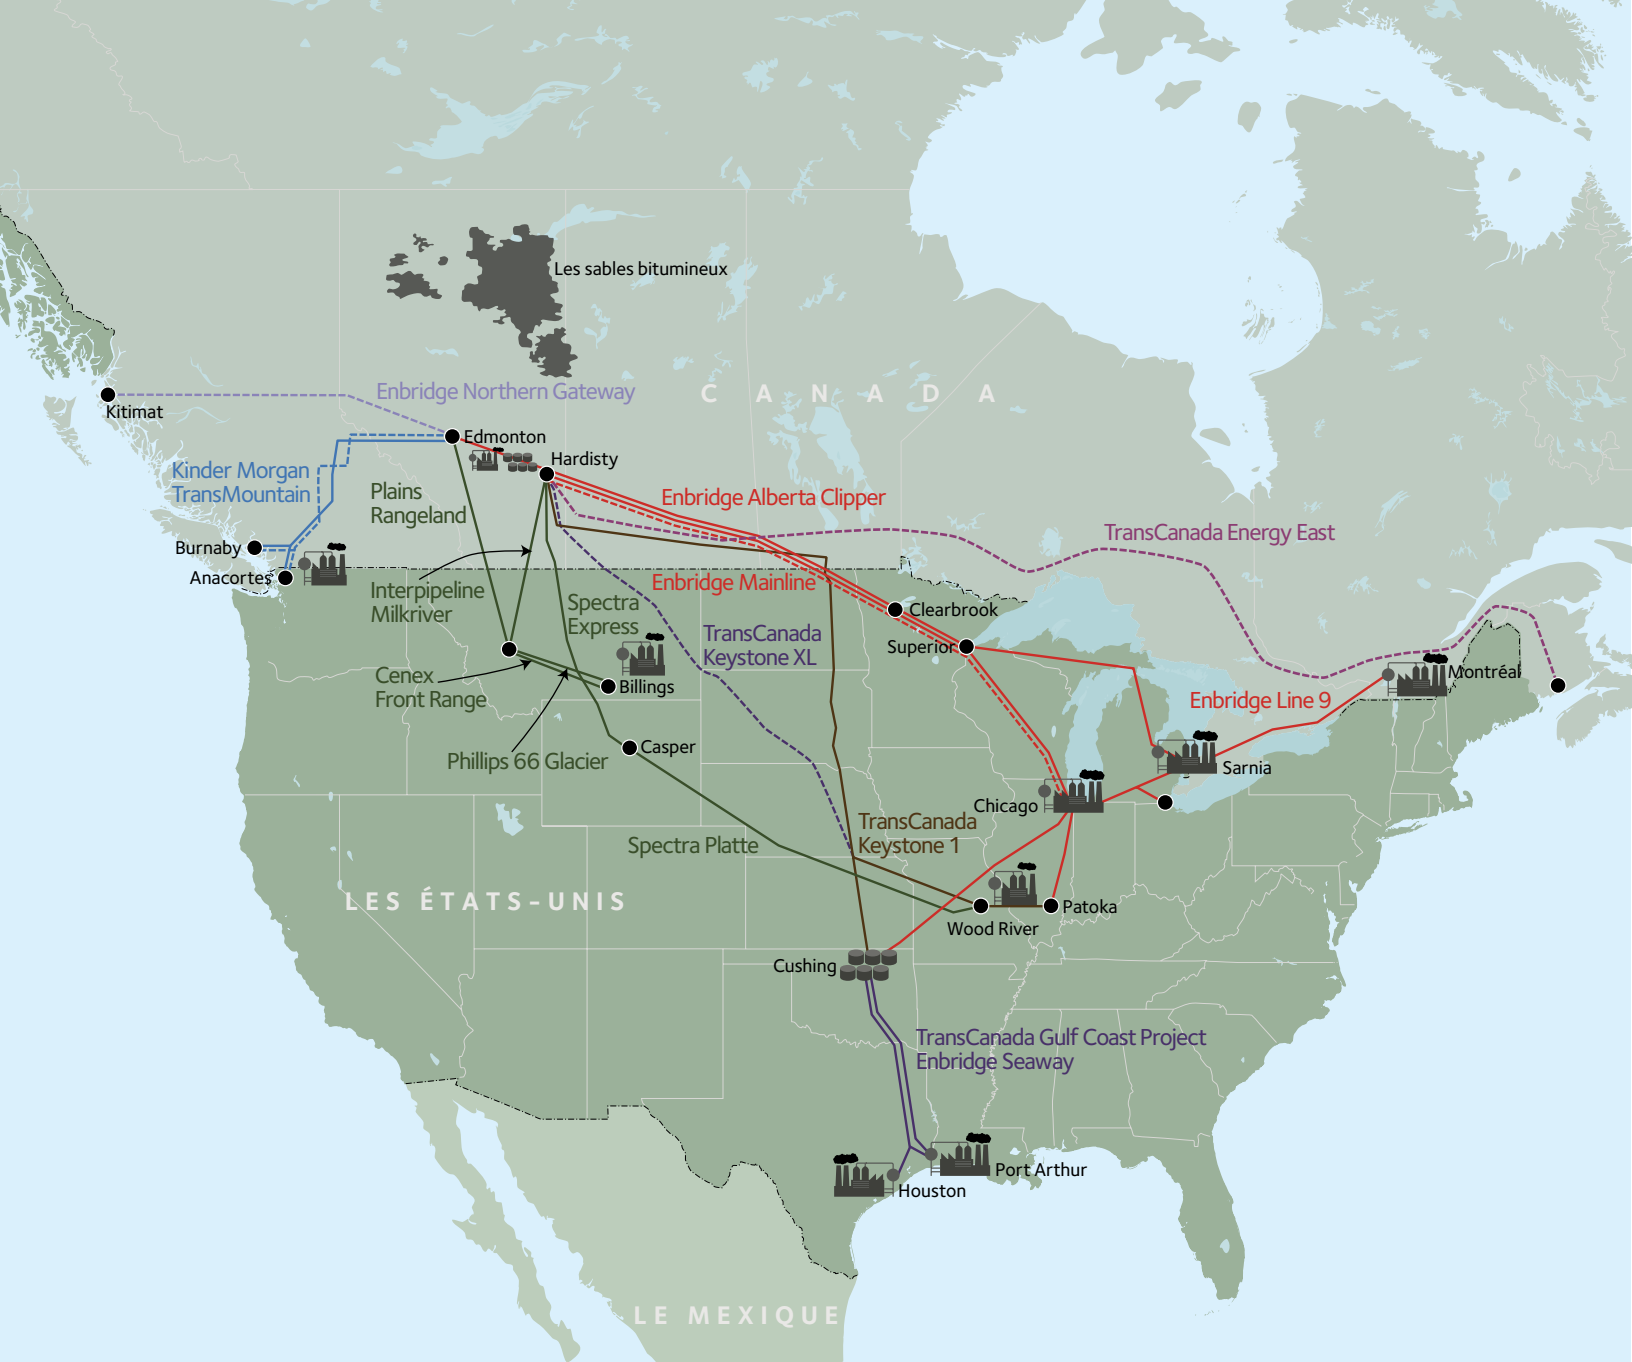 Les sables bitumineux
Enbridge Northern Gateway
C A N A D A
Kitimat
Edmonton
Hardisty
Kinder Morgan
TransMountain
Plains
Rangeland
Enbridge Alberta Clipper
TransCanada Energy East
Burnaby
Anacortes
Interpipeline
Milkriver
Enbridge Mainline
Spectra
Express
Clearbrook
TransCanada
Keystone XL
Superior
Cenex
Front Range
Billings
Montréal
Enbridge Line 9
Casper
Phillips 66 Glacier
Sarnia
Chicago
TransCanada
Keystone 1
Spectra Platte
LES ÉTATS-UNIS
Patoka
Wood River
Cushing
TransCanada Gulf Coast Project
Enbridge Seaway
Port Arthur
Houston
LE MEXIQUE